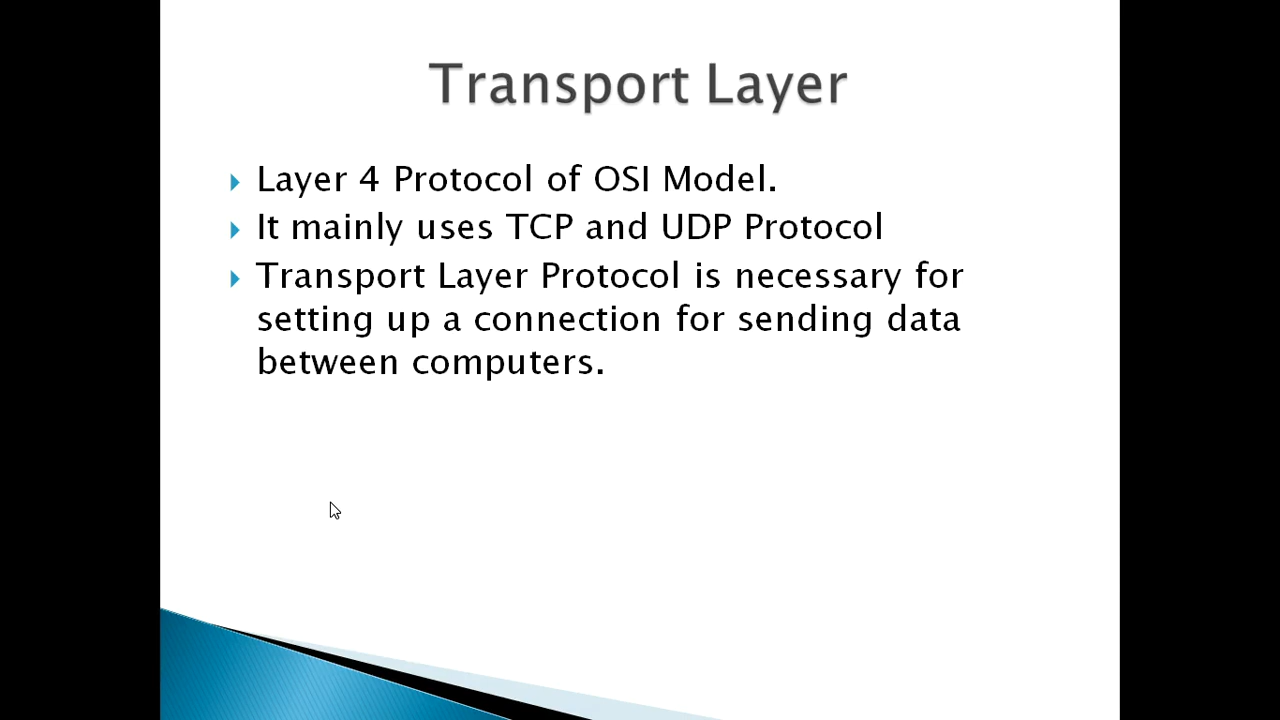 Transport Layer
Layer 4 Protocol of OSI Model.
It mainly uses TCP and UDP Protocol
Transport Layer Protocol is necessary for
setting up a connection for sending data
between computers.